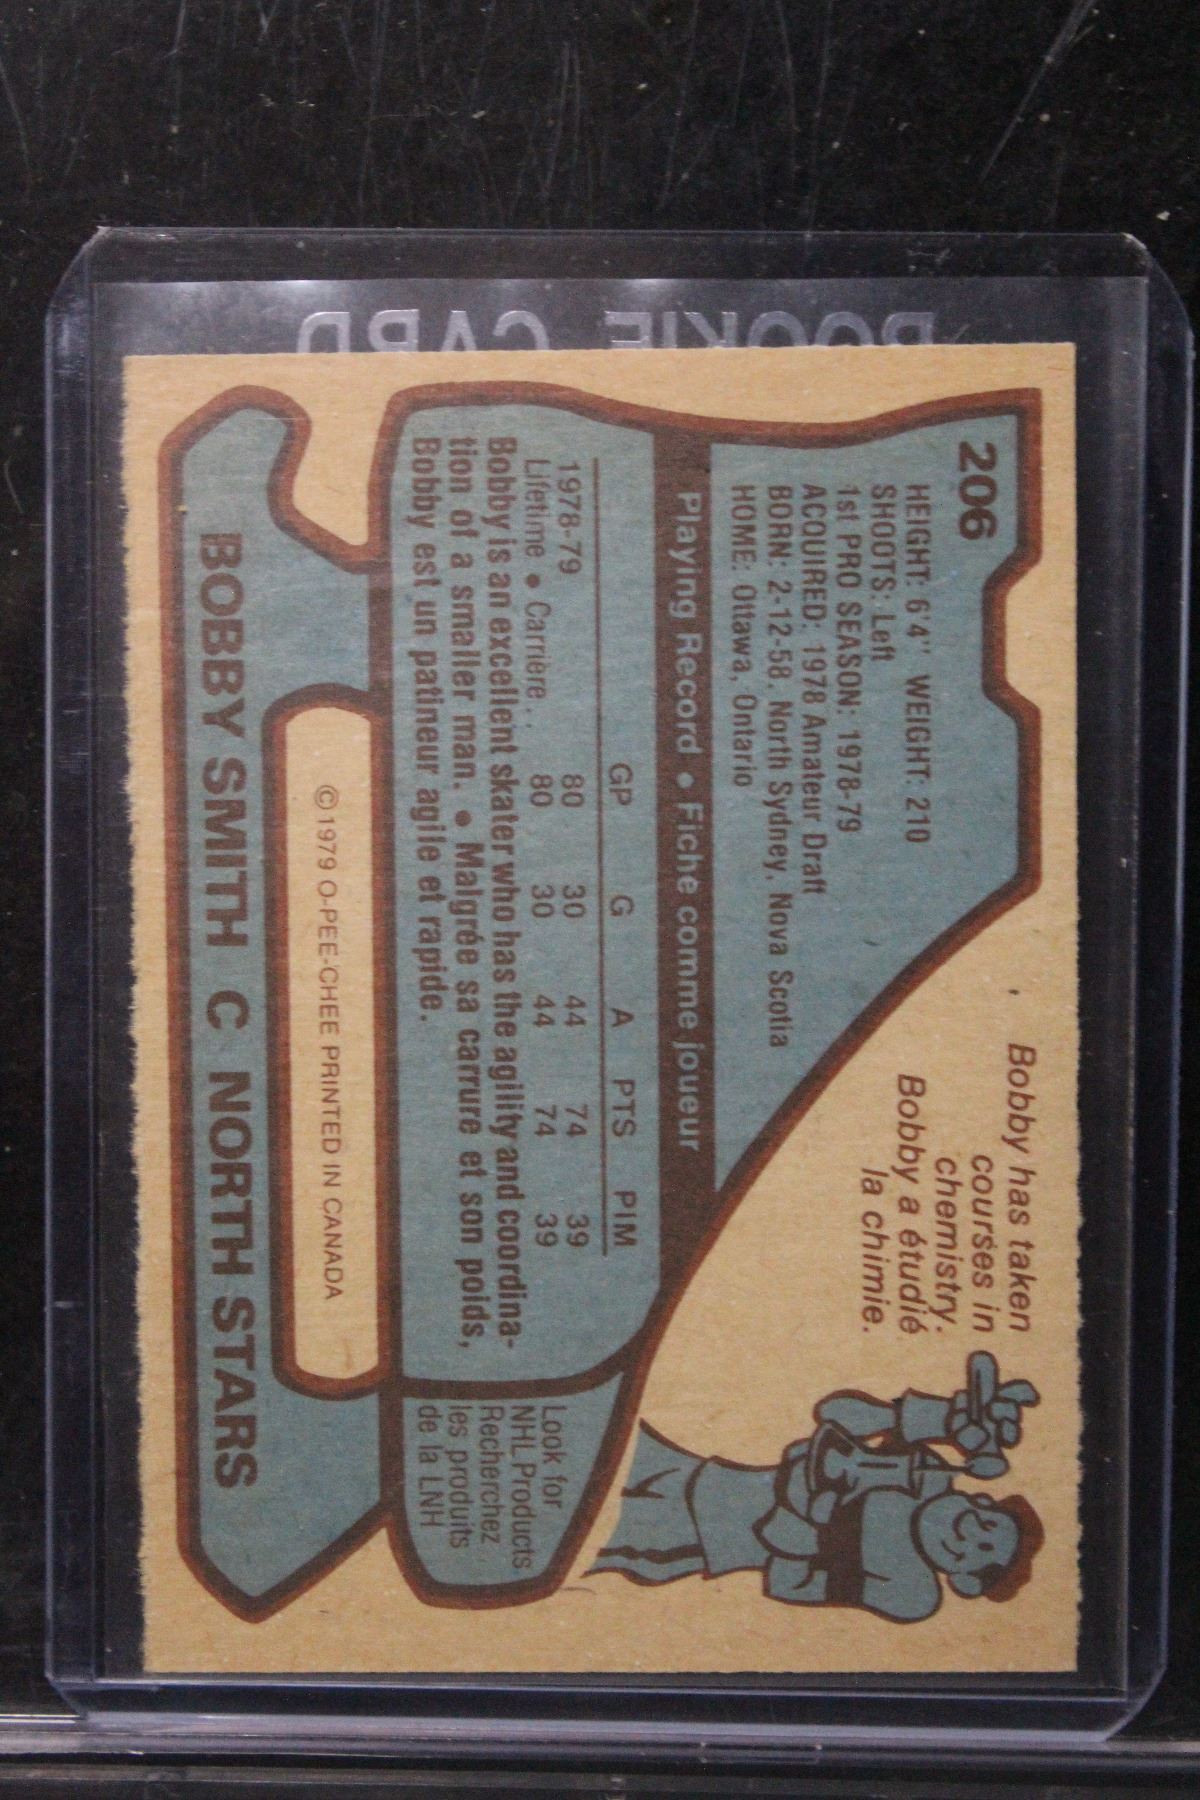 ROOKIE CARD
206
HEIGHT: 6'4" WEIGHT: 210
SHOOTS: Left
1st PRO SEASON: 1978-79
ACQUIRED: 1978 Amateur Draft
BORN: 2-12-58, North Sydney, Nova Scotia
HOME: Ottawa, Ontario
Bobby has taken
courses in
chemistry.
Bobby a étudié
la chimie.
Playing Record • Fiche comme joueur
GP G A PTS PIM
1978-79 80 30 44 74 39
Lifetime • Carrière. . 80 30 44 74 39
Bobby is an excellent skater who has the agility and coordina-
tion of a smaller man. • Malgrée sa carrure et son poids,
Bobby est un patineur agile et rapide.
Look for
NHL Products
Recherchez
les produits
de la LNH
©1979 O-PEE-CHEE PRINTED IN CANADA
BOBBY SMITH C NORTH STARS